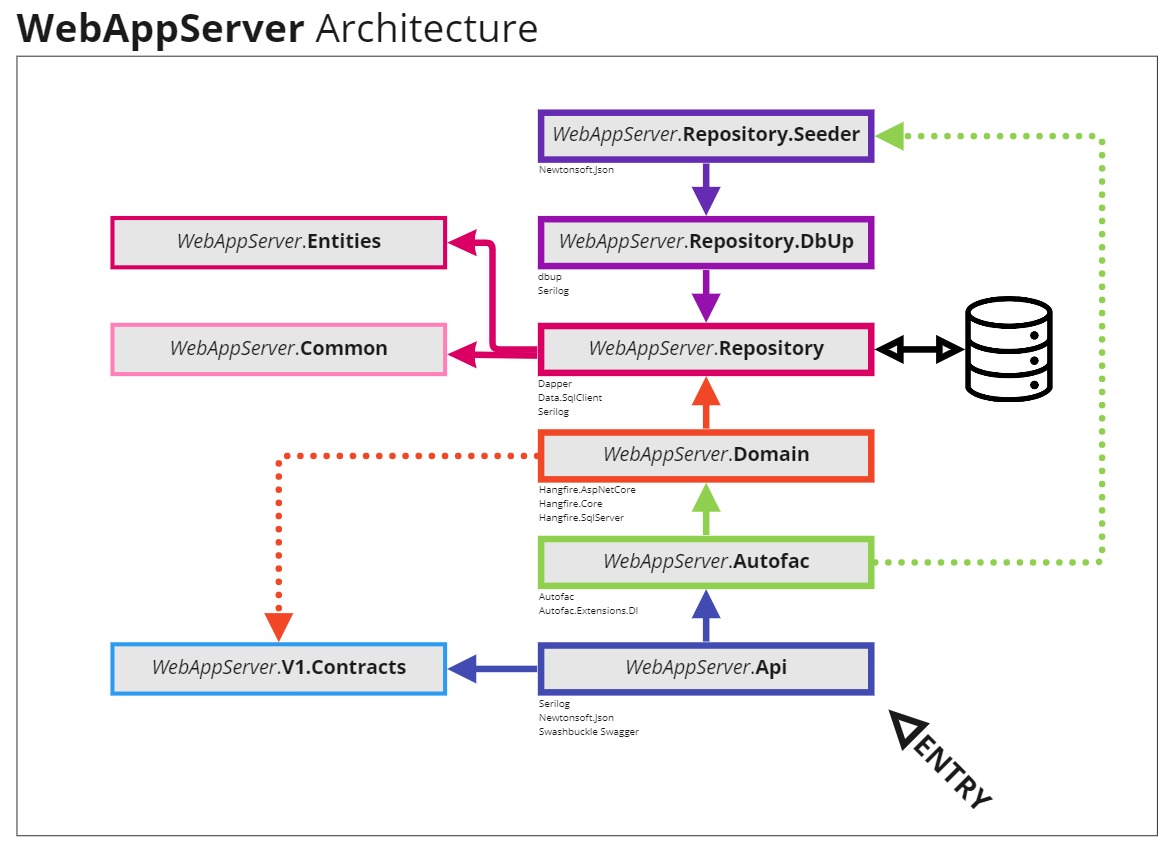 WebAppServer Architecture
WebAppServer.Repository.Seeder
Newtonsoft.Json
WebAppServer.Entities
WebAppServer.Repository.DbUp
dbup
Serilog
WebAppServer.Common
WebAppServer.Repository
Dapper
Data.SqlClient
Serilog
WebAppServer.Domain
Hangfire.AspNetCore
Hangfire.Core
Hangfire.SqlServer
WebAppServer.Autofac
Autofac
Autofac.Extensions.DI
WebAppServer.V1.Contracts
WebAppServer.Api
Serilog
Newtonsoft.Json
Swashbuckle Swagger
ENTRY